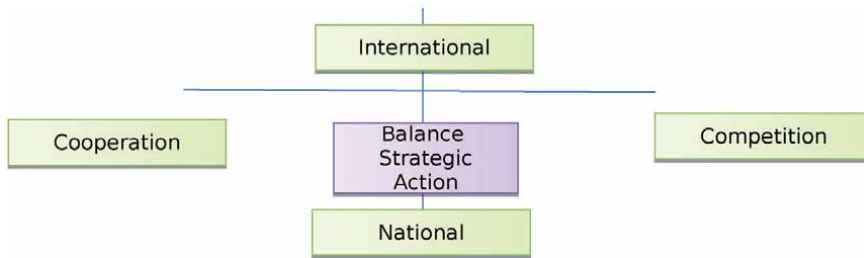 International
Cooperation
Balance
Strategic
Action
Competition
National